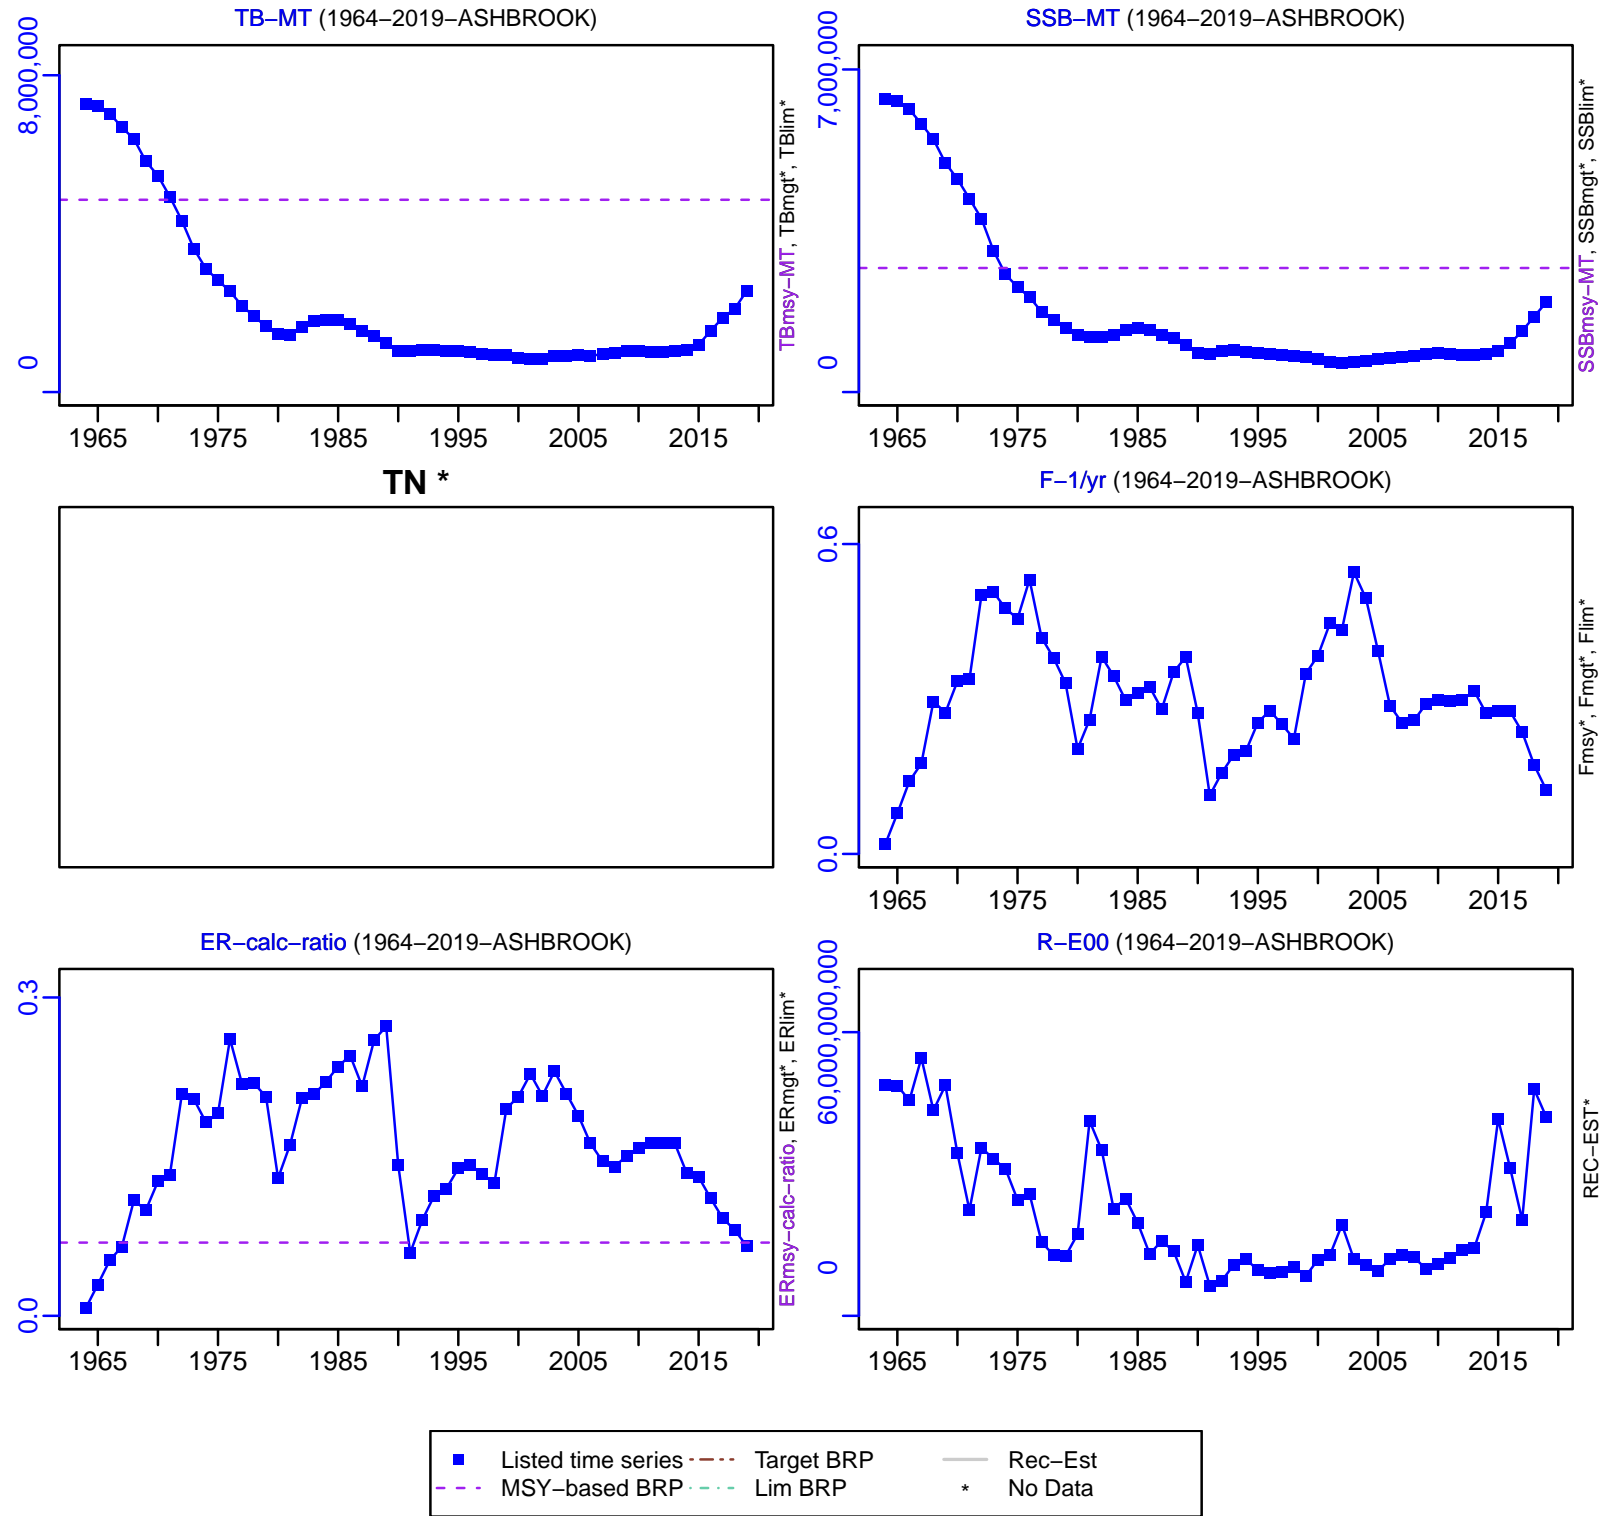 TB−MT (1964−2019−ASHBROOK)
8,000,000
0
TBmsy−MT, TBmgt*, TBlim*
1965 1975 1985 1995 2005 2015
SSB−MT (1964−2019−ASHBROOK)
7,000,000
0
SSBmsy−MT, SSBmgt*, SSBlim*
1965 1975 1985 1995 2005 2015
TN *
F−1/yr (1964−2019−ASHBROOK)
0.6
0.0
Fmsy*, Fmgt*, Flim*
1965 1975 1985 1995 2005 2015
ER−calc−ratio (1964−2019−ASHBROOK)
0.3
0.0
ERmsy−calc−ratio, ERmgt*, ERlim*
1965 1975 1985 1995 2005 2015
R−E00 (1964−2019−ASHBROOK)
60,000,000,000
0
REC−EST*
1965 1975 1985 1995 2005 2015
Listed time series Target BRP Rec−Est
MSY−based BRP Lim BRP * No Data